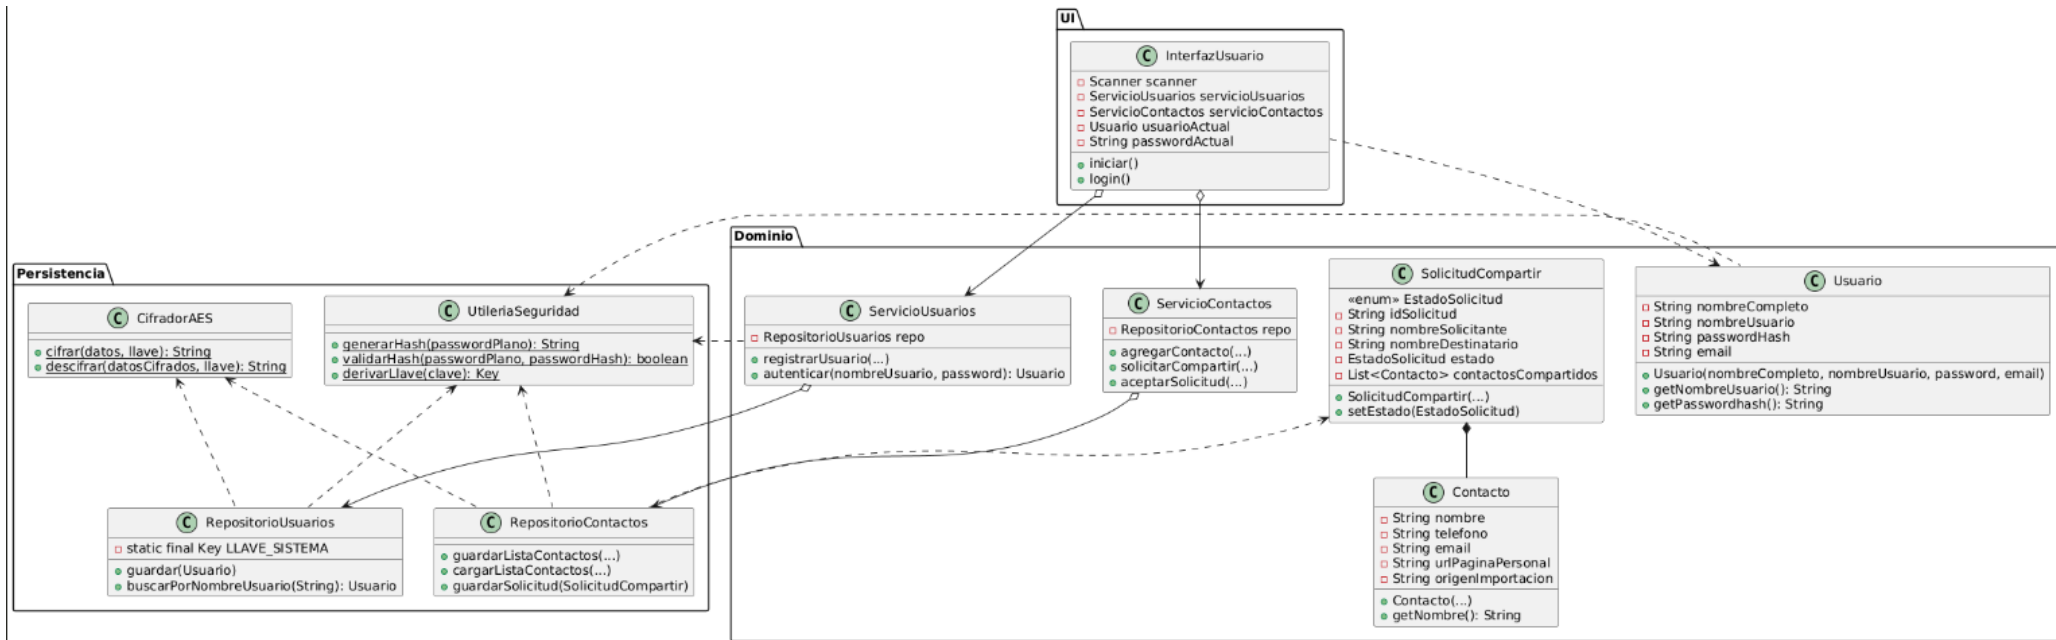 UI
C InterfazUsuario
Scanner scanner
ServicioUsuarios servicioUsuarios
ServicioContactos servicioContactos
Usuario usuarioActual
String passwordActual
iniciar()
login()
Dominio
Persistencia
C CifradorAES
cifrar(datos, llave): String
descifrar(datosCifrados, llave): String
C UtileriaSeguridad
generarHash(passwordPlano): String
validarHash(passwordPlano, passwordHash): boolean
derivarLlave(clave): Key
C ServicioUsuarios
RepositorioUsuarios repo
registrarUsuario(...)
autenticar(nombreUsuario, password): Usuario
C ServicioContactos
RepositorioContactos repo
agregarContacto(...)
solicitarCompartir(...)
aceptarSolicitud(...)
C SolicitudCompartir
«enum» EstadoSolicitud
String idSolicitud
String nombreSolicitante
String nombreDestinatario
EstadoSolicitud estado
List<Contacto> contactosCompartidos
SolicitudCompartir(...)
setEstado(EstadoSolicitud)
C Usuario
String nombreCompleto
String nombreUsuario
String passwordHash
String email
Usuario(nombreCompleto, nombreUsuario, password, email)
getNombreUsuario(): String
getPasswordhash(): String
C RepositorioUsuarios
static final Key LLAVE_SISTEMA
guardar(Usuario)
buscarPorNombreUsuario(String): Usuario
C RepositorioContactos
guardarListaContactos(...)
cargarListaContactos(...)
guardarSolicitud(SolicitudCompartir)
C Contacto
String nombre
String telefono
String email
String urlPaginaPersonal
String origenImportacion
Contacto(...)
getNombre(): String